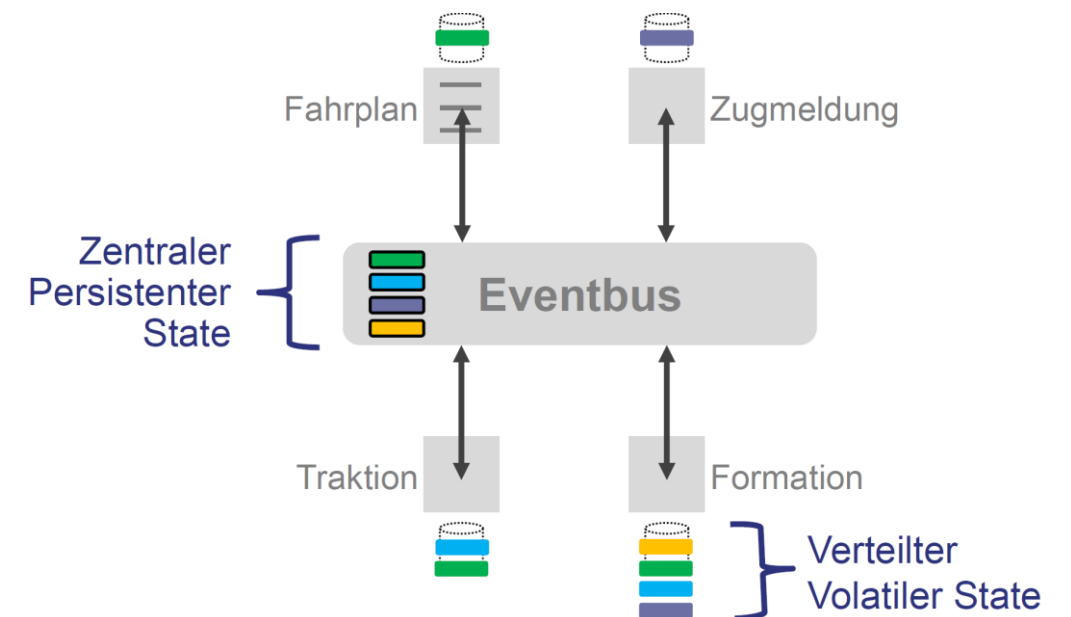 Fahrplan
Zugmeldung
Zentraler
Persistenter
State
Eventbus
Traktion
Formation
Verteilter
Volatiler State